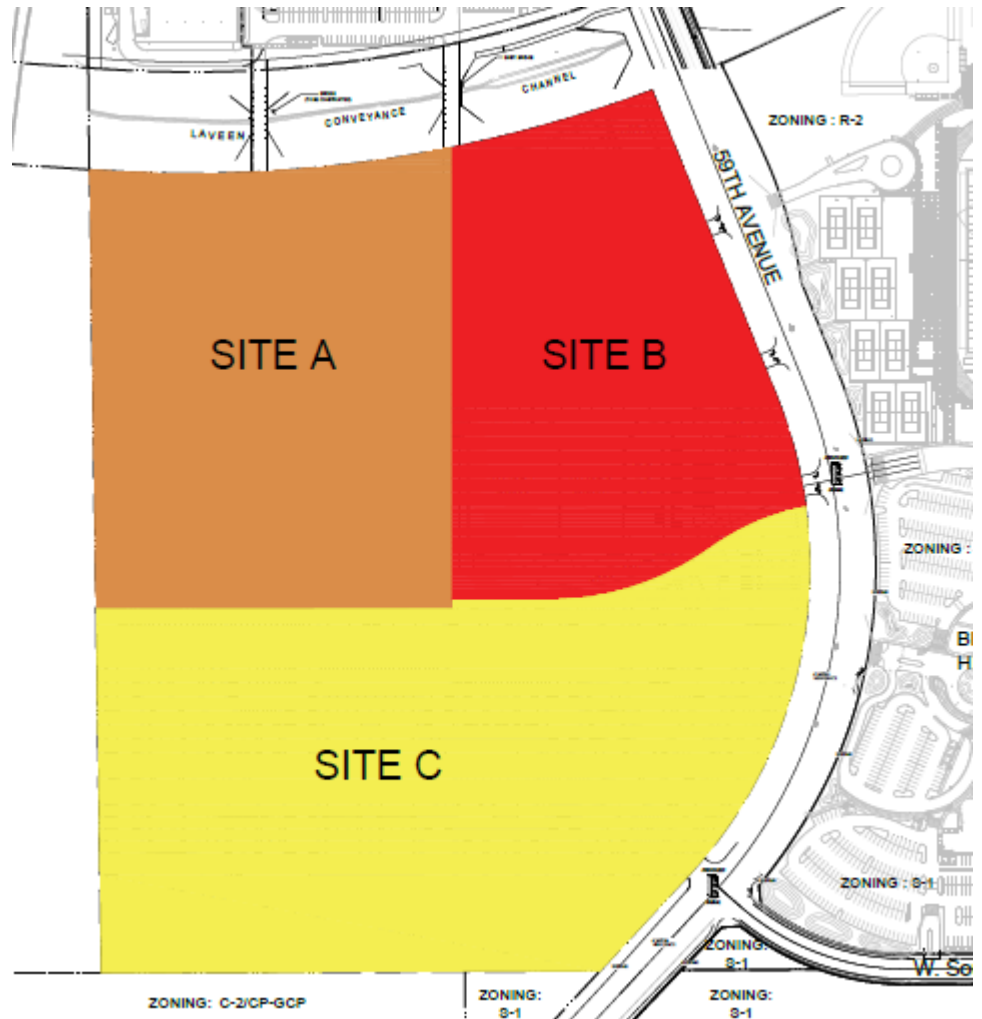 LAVEEN CONVEYANCE CHANNEL
ZONING : R-2
59TH AVENUE
SITE A
SITE B
ZONING :
B
H
SITE C
ZONING : S-1
ZONING:
S-1
W. So
ZONING: C-2/CP-GCP
ZONING:
S-1
ZONING:
S-1